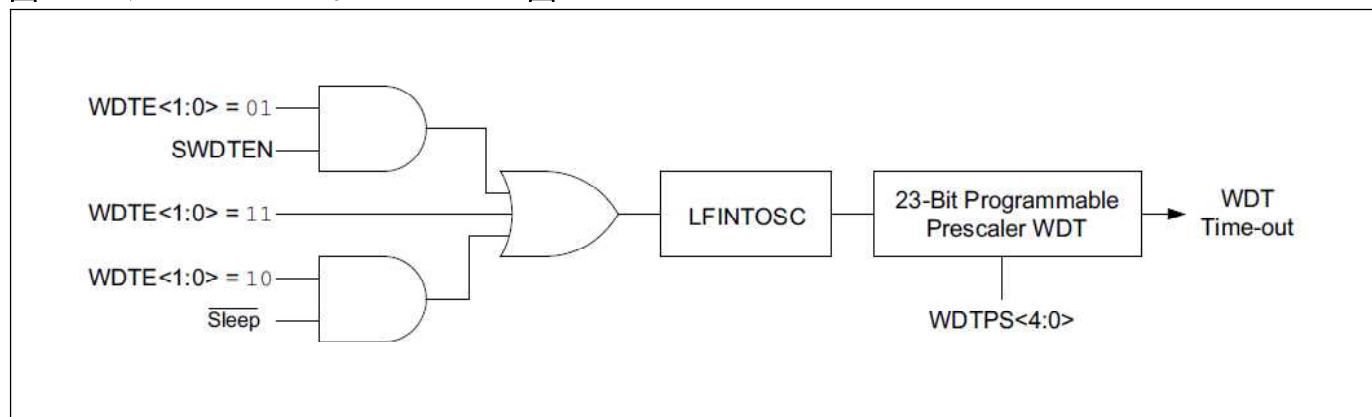 WDTE<1:0> = 01
SWDTEN
WDTE<1:0> = 11
WDTE<1:0> = 10
Sleep
LFINTOSC
23-Bit Programmable
Prescaler WDT
WDTPS<4:0>
WDT
Time-out